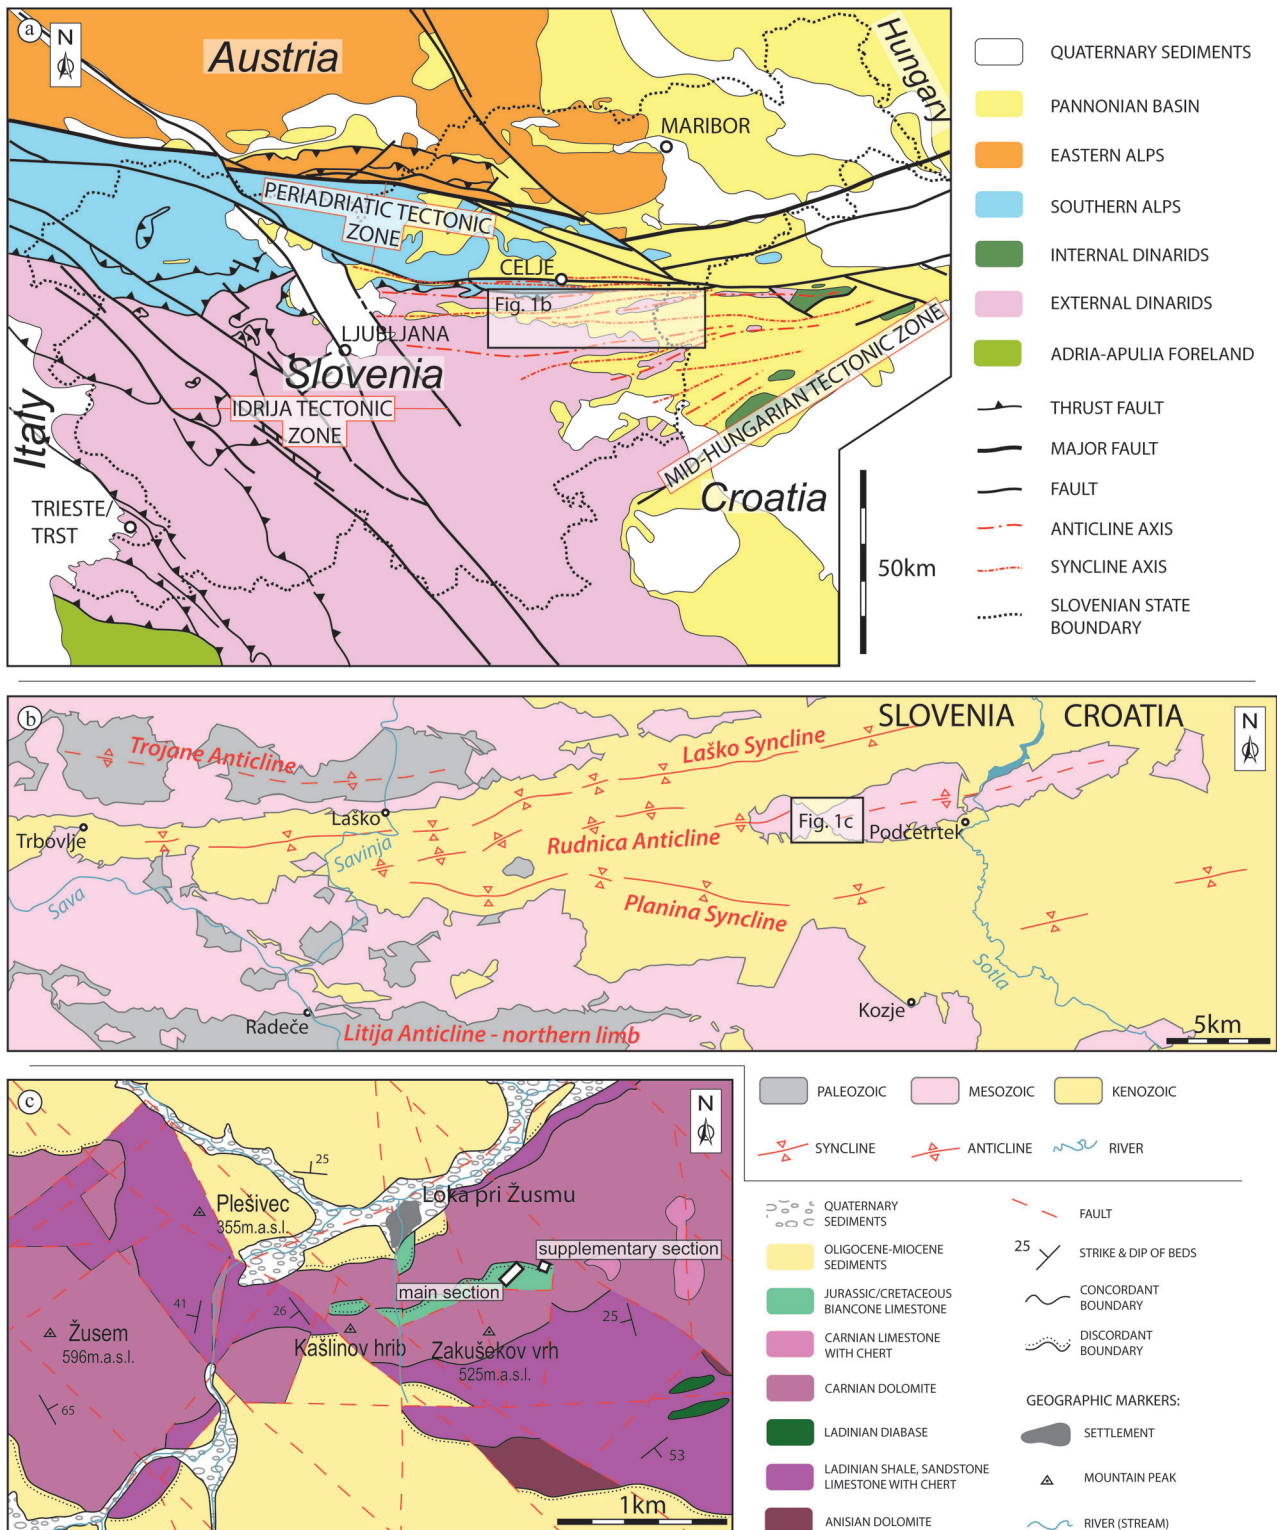 a
N
Austria
Hungary
MARIBOR
PERIADRIATIC TECTONIC
ZONE
CELJE
Fig. 1b
LJUBLJANA
Slovenia
IDRIJA TECTONIC
ZONE
Italy
MID-HUNGARIAN TECTONIC ZONE
Croatia
TRIESTE/
TRST
50km
QUATERNARY SEDIMENTS
PANNONIAN BASIN
EASTERN ALPS
SOUTHERN ALPS
INTERNAL DINARIDS
EXTERNAL DINARIDS
ADRIA-APULIA FORELAND
THRUST FAULT
MAJOR FAULT
FAULT
ANTICLINE AXIS
SYNCLINE AXIS
SLOVENIAN STATE
BOUNDARY
b
SLOVENIA
CROATIA
N
Trojane Anticline
Laško Syncline
Laško
Trbovlje
Savinja
Rudnica Anticline
Fig. 1c
Podčetrtek
Sava
Planina Syncline
Sotla
Radeče
Litija Anticline - northern limb
Kozje
5km
c
N
25
Plešivec
355m.a.s.l.
Loka pri Žusmu
supplementary section
main section
41
26
25
Žusem
596m.a.s.l.
Kašlinov hrib
Zakušekov vrh
525m.a.s.l.
65
53
1km
PALEOZOIC
MESOZOIC
KENOZOIC
SYNCLINE
ANTICLINE
RIVER
QUATERNARY
SEDIMENTS
OLIGOCENE-MIOCENE
SEDIMENTS
JURASSIC/CRETACEOUS
BIANCONE LIMESTONE
CARNIAN LIMESTONE
WITH CHERT
CARNIAN DOLOMITE
LADINIAN DIABASE
LADINIAN SHALE, SANDSTONE
LIMESTONE WITH CHERT
ANISIAN DOLOMITE
FAULT
25
STRIKE & DIP OF BEDS
CONCORDANT
BOUNDARY
DISCORDANT
BOUNDARY
GEOGRAPHIC MARKERS:
SETTLEMENT
MOUNTAIN PEAK
RIVER (STREAM)